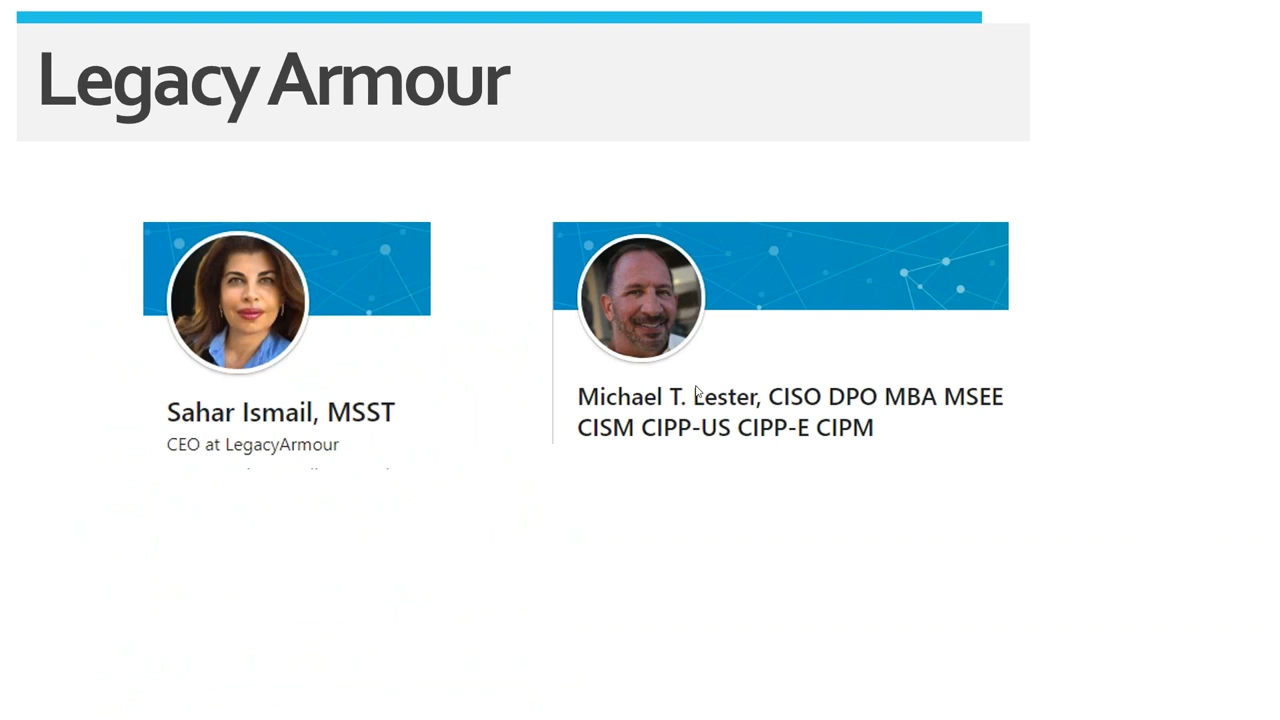 Legacy Armour
Sahar Ismail, MSST
CEO at LegacyArmour
Michael T. Lester, CISO DPO MBA MSEE
CISM CIPP-US CIPP-E CIPM